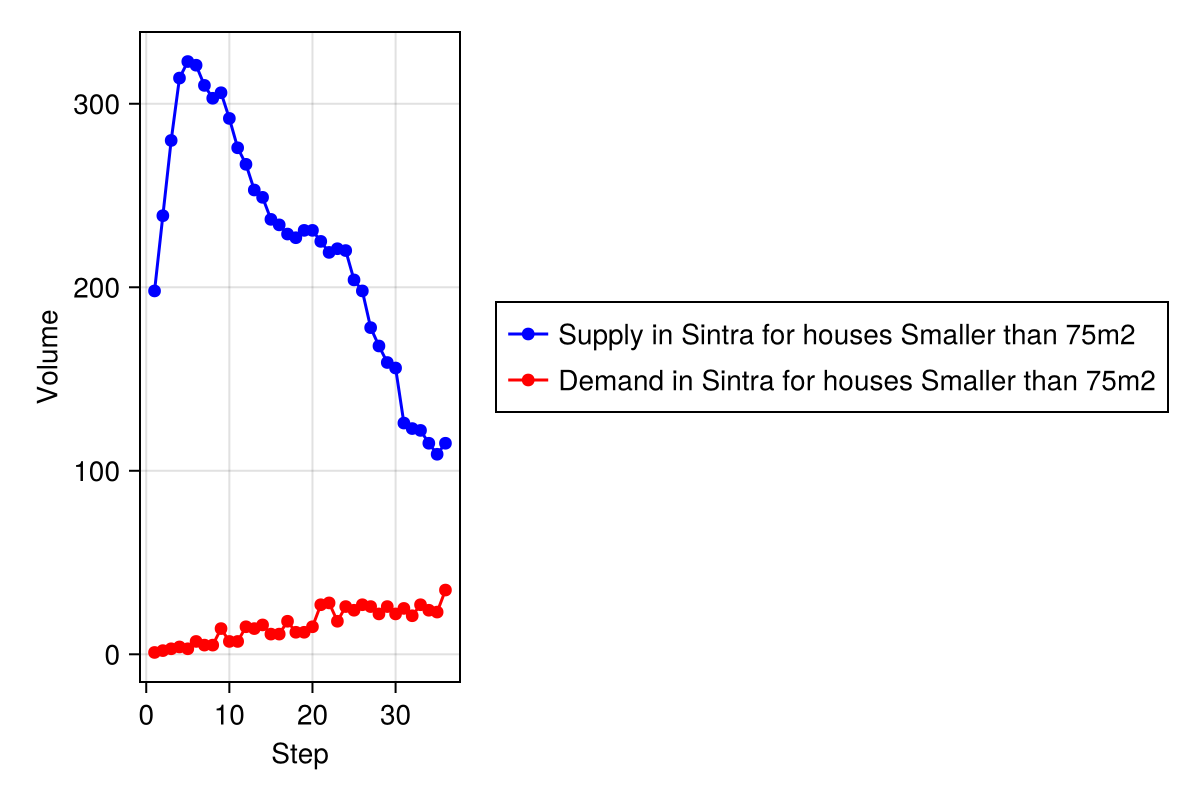 Volume
300
200
100
0
0 10 20 30
Step
Supply in Sintra for houses Smaller than 75m2
Demand in Sintra for houses Smaller than 75m2